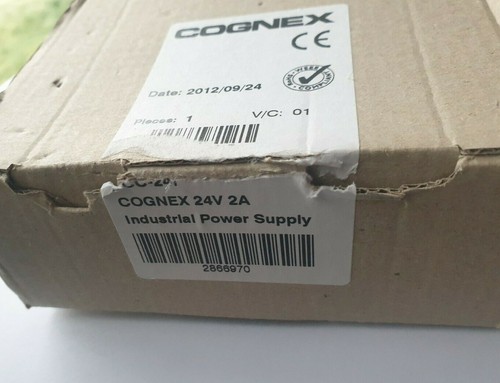 COGNEX
CE
Date: 2012/09/24
Pieces: 1 V/C: 01
COGNEX 24V 2A
Industrial Power Supply
2866970